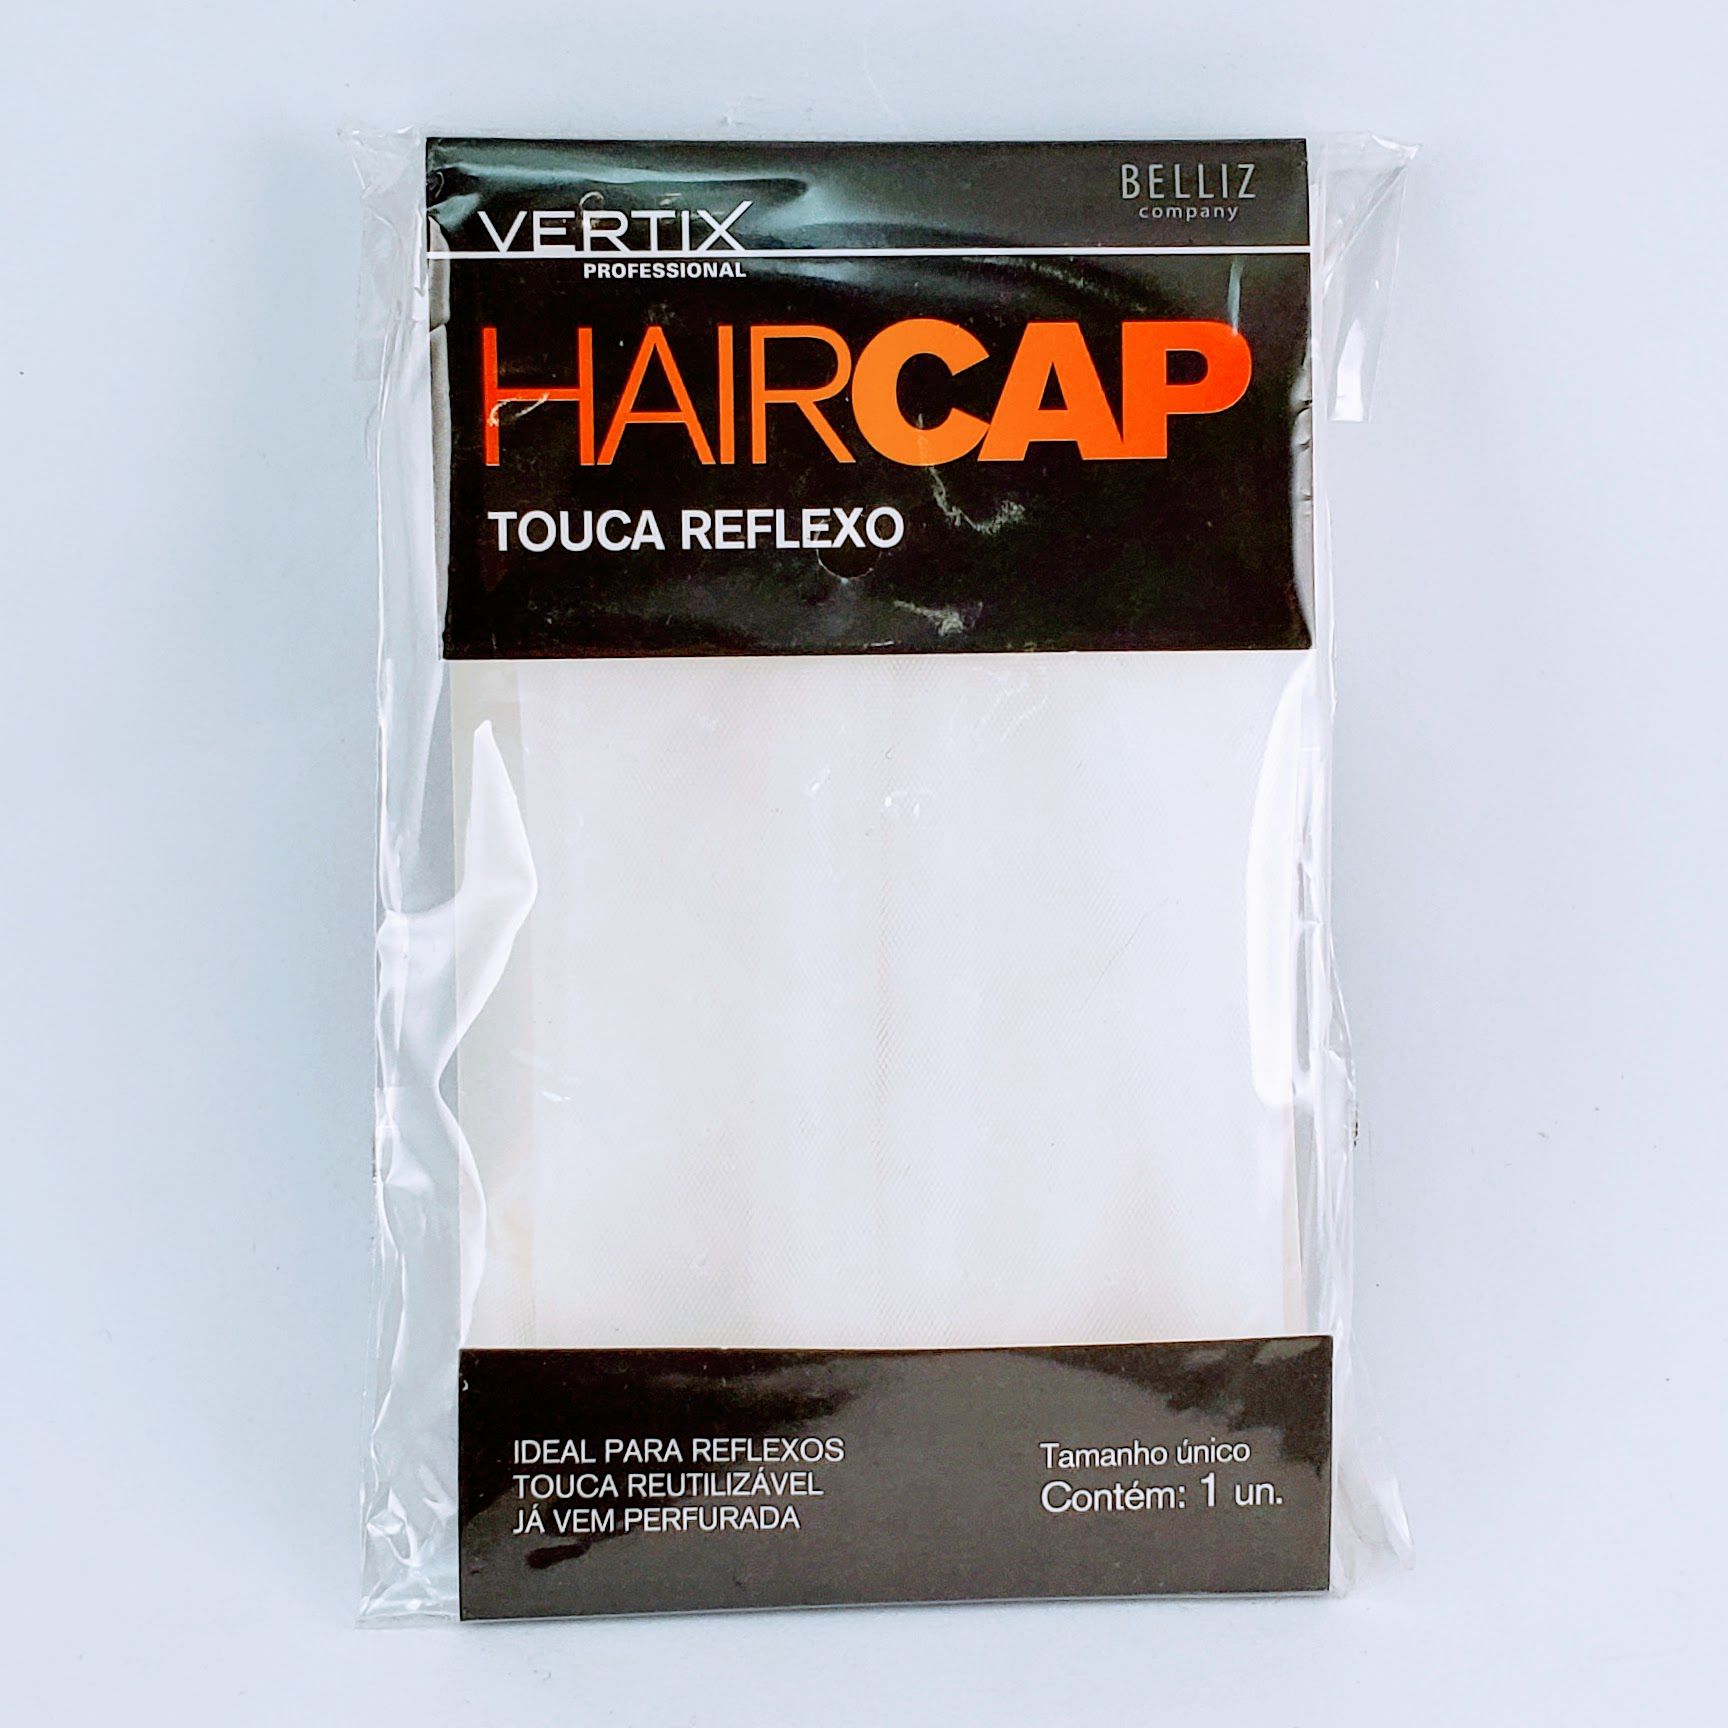 BELLIZ
company
VERTIX
PROFESSIONAL
HAIRCAP
TOUCA REFLEXO
IDEAL PARA REFLEXOS
TOUCA REUTILIZÁVEL
JÁ VEM PERFURADA
Tamanho único
Contém: 1 un.